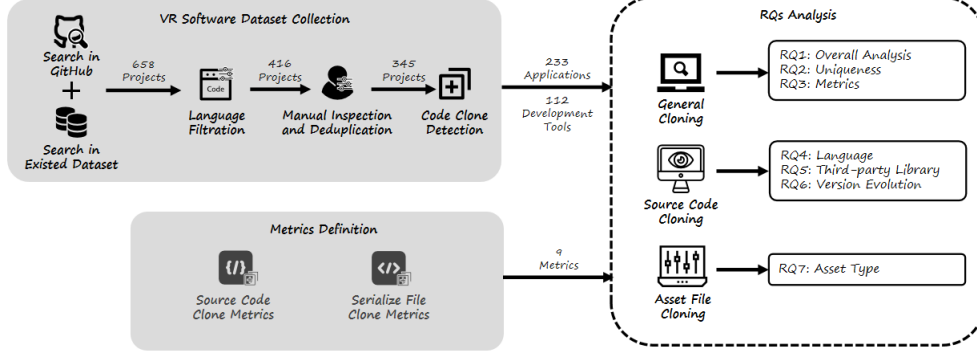 VR Software Dataset Collection
Search in
GitHub
+
Search in
Existed Dataset
658
Projects
Code
Language
Filtration
416
Projects
Manual Inspection
and Deduplication
345
Projects
Code Clone
Detection
233
Applications
112
Development
Tools
Metrics Definition
{/}
Source Code
Clone Metrics
</>
Serialize File
Clone Metrics
9
Metrics
RQs Analysis
General
Cloning
RQ1: Overall Analysis
RQ2: Uniqueness
RQ3: Metrics
Source Code
Cloning
RQ4: Language
RQ5: Third-party Library
RQ6: Version Evolution
Asset File
Cloning
RQ7: Asset Type